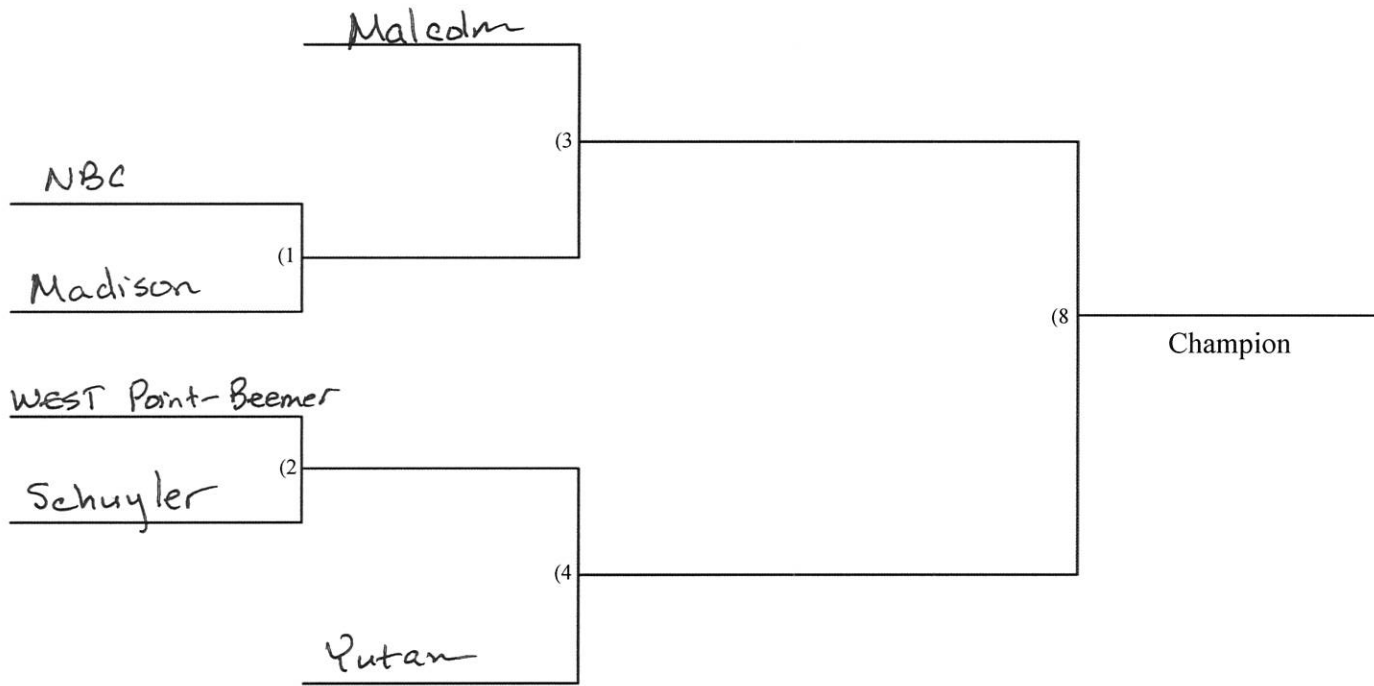 Malcolm
(3
NBC
(1
Madison
(8
Champion
WEST Point-Beemer
(2
Schuyler
(4
Yutan